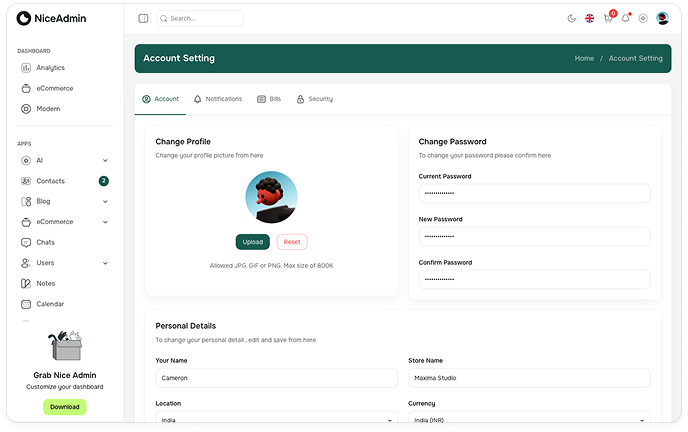 NiceAdmin
Search...
0
DASHBOARD
Analytics
eCommerce
Modern
APPS
AI
Contacts
2
Blog
eCommerce
Chats
Users
Notes
Calendar
Grab Nice Admin
Customize your dashboard
Download
Account Setting
Home / Account Setting
Account
Notifications
Bills
Security
Change Profile
Change your profile picture from here
Upload
Reset
Allowed JPG, GIF or PNG. Max size of 800K
Change Password
To change your password please confirm here
Current Password
••••••••••••••
New Password
••••••••••••••
Confirm Password
••••••••••••••
Personal Details
To change your personal detail , edit and save from here
Your Name
Cameron
Store Name
Maxima Studio
Location
India
Currency
India (INR)